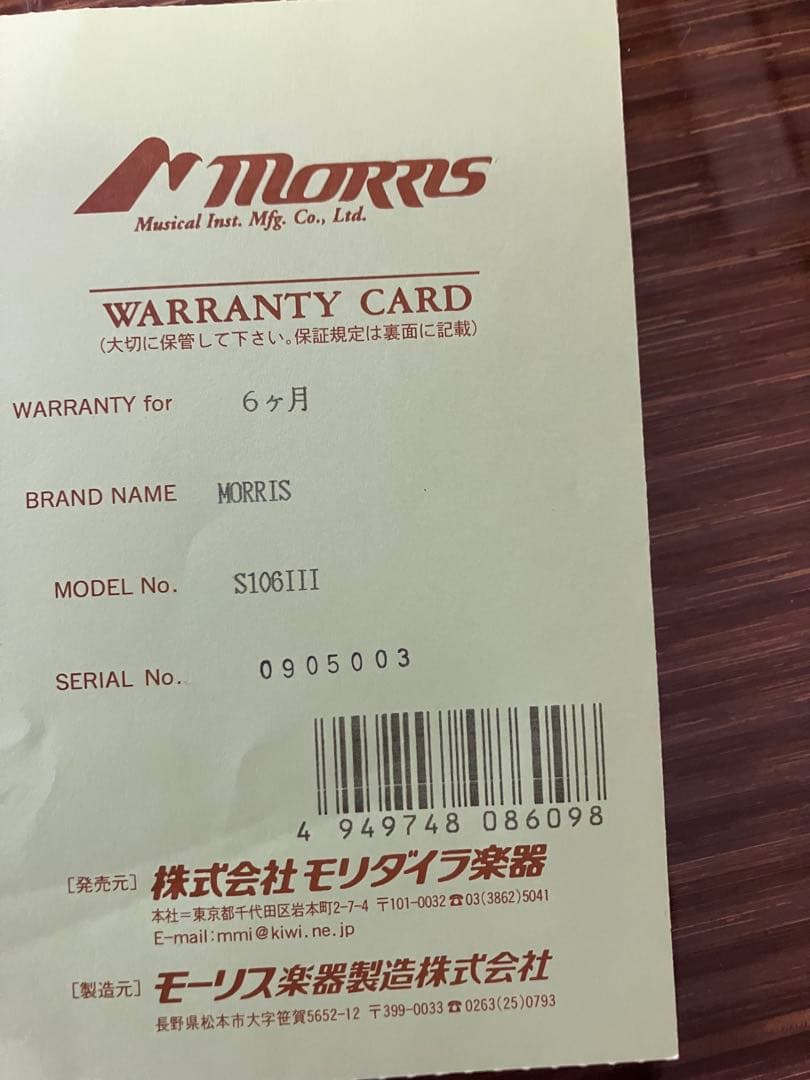 MORRIS
Musical Inst. Mfg. Co., Ltd.
WARRANTY CARD
(大切に保管して下さい。保証規定は裏面に記載)
WARRANTY for 6ヶ月
BRAND NAME MORRIS
MODEL No. S106III
SERIAL No. 0905003
4 949748 086098
[発売元] 株式会社モリダイラ楽器
本社=東京都千代田区岩本町2-7-4 〒101-0032 ☎03(3862)5041
E-mail:mmi@kiwi.ne.jp
[製造元] モーリス楽器製造株式会社
長野県松本市大字笹賀5652-12 〒399-0033 ☎0263(25)0793